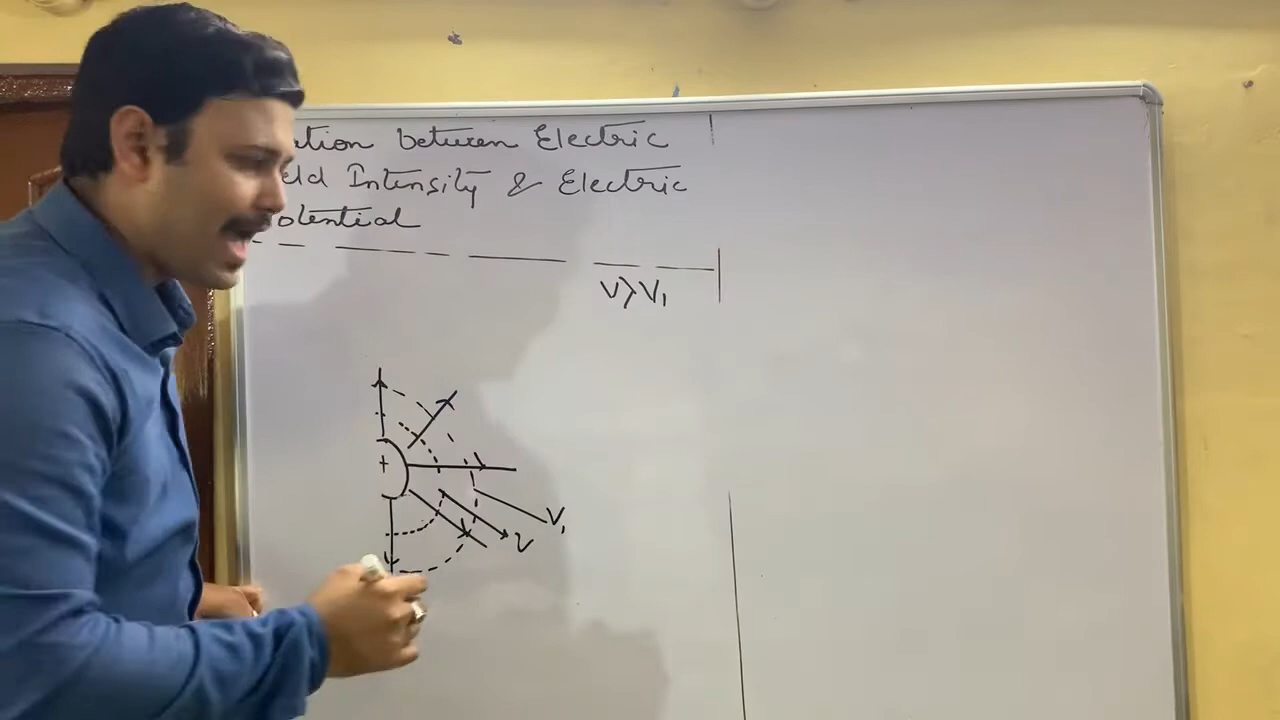 ation between Electric
eld Intensity & Electric
otential
V>V₁
+
V₁
V